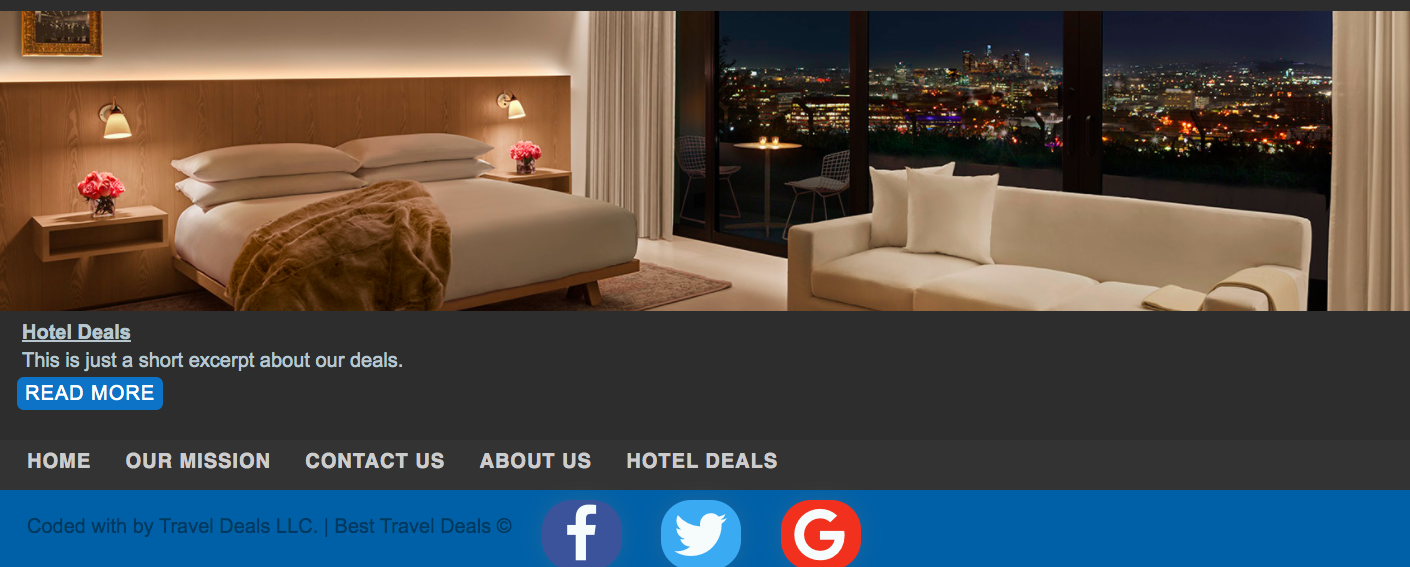 Hotel Deals
This is just a short excerpt about our deals.
READ MORE
HOME OUR MISSION CONTACT US ABOUT US HOTEL DEALS
Coded with by Travel Deals LLC. | Best Travel Deals ©